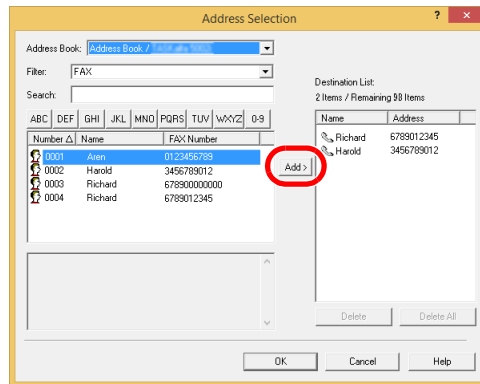 Address Selection
? ×
Address Book: Address Book /
Filter: FAX
Search:
ABC DEF GHI JKL MNO PQRS TUV WXYZ 0-9
Number Name FAX Number
0001 Aren 0123456789
0002 Harold 3456789012
0003 Richard 678900000000
0004 Richard 6789012345
Add >
Destination List:
2 Items / Remaining 98 Items
Name Address
Richard 6789012345
Harold 3456789012
Delete Delete All
OK Cancel Help